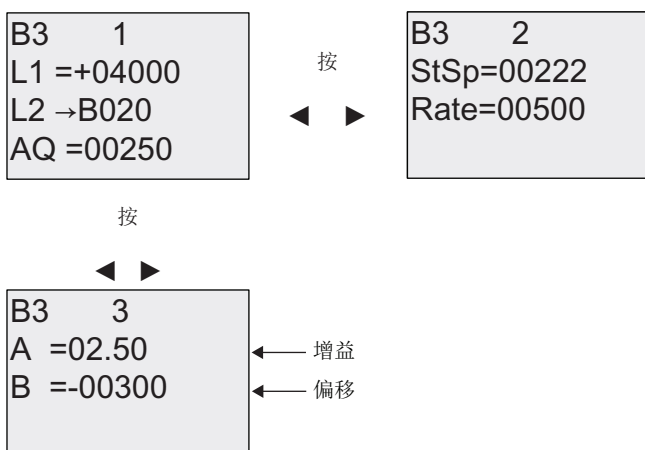 B3 1
L1 =+04000
L2 →B020
AQ =00250
按
B3 2
StSp=00222
Rate=00500
按
B3 3
A =02.50
B =-00300
增益
偏移